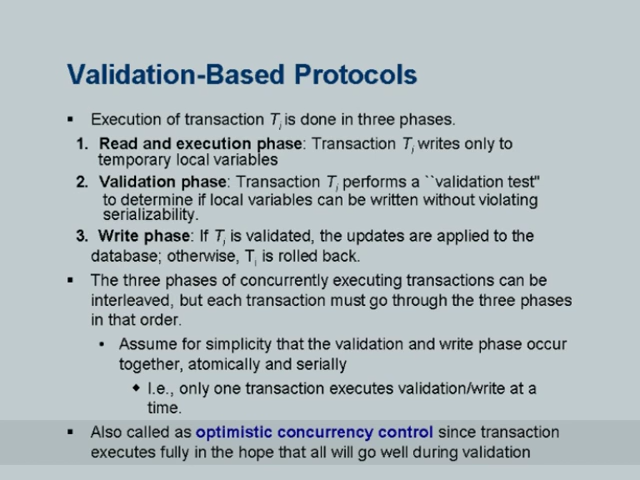 Validation-Based Protocols
▪ Execution of transaction Ti is done in three phases.
1. Read and execution phase: Transaction Ti writes only to
temporary local variables
2. Validation phase: Transaction Ti performs a ``validation test"
to determine if local variables can be written without violating
serializability.
3. Write phase: If Ti is validated, the updates are applied to the
database; otherwise, Ti is rolled back.
▪ The three phases of concurrently executing transactions can be
interleaved, but each transaction must go through the three phases
in that order.
• Assume for simplicity that the validation and write phase occur
together, atomically and serially
◆ I.e., only one transaction executes validation/write at a
time.
▪ Also called as optimistic concurrency control since transaction
executes fully in the hope that all will go well during validation